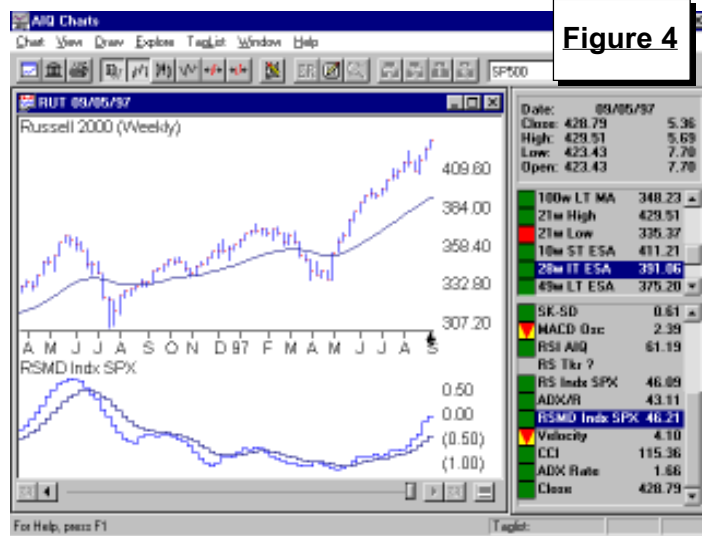 AIQ Charts
Figure 4
Chart View Draw Explore TagList Window Help
SP500
RUT 09/05/97
Russell 2000 (Weekly)
409.60
384.00
358.40
332.80
307.20
A M J J A S O N D 97 F M A M J J A S
RSMD Indx SPX
0.50
0.00
(0.50)
(1.00)
Date: 09/05/97
Close: 428.79 5.36
High: 429.51 5.69
Low: 423.43 7.70
Open: 423.43 7.70
100w LT MA 348.23
21w High 429.51
21w Low 335.37
10w ST ESA 411.21
28w IT ESA 391.06
49w LT ESA 375.20
SK-SD 0.61
MACD Osc 2.39
RSI AIQ 61.19
RS Tkr ?
RS Indx SPX 46.09
ADX/R 43.11
RSMD Indx SPX 46.21
Velocity 4.10
CCI 115.36
ADX Rate 1.66
Close 428.79
For Help, press F1
Taglist: